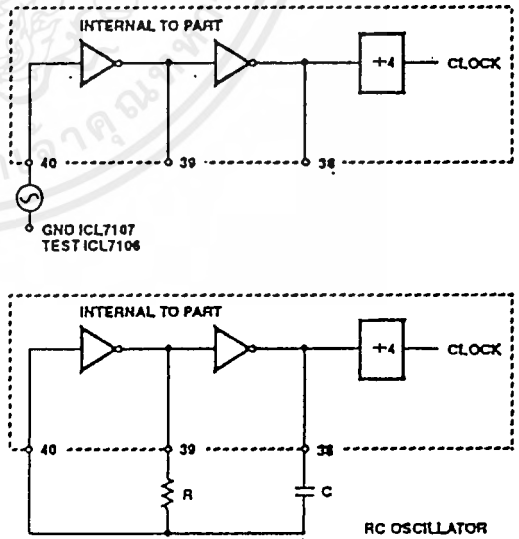 INTERNAL TO PART
÷4
CLOCK
40
39
38
GND ICL7107
TEST ICL7106
INTERNAL TO PART
÷4
CLOCK
40
39
38
R
C
RC OSCILLATOR